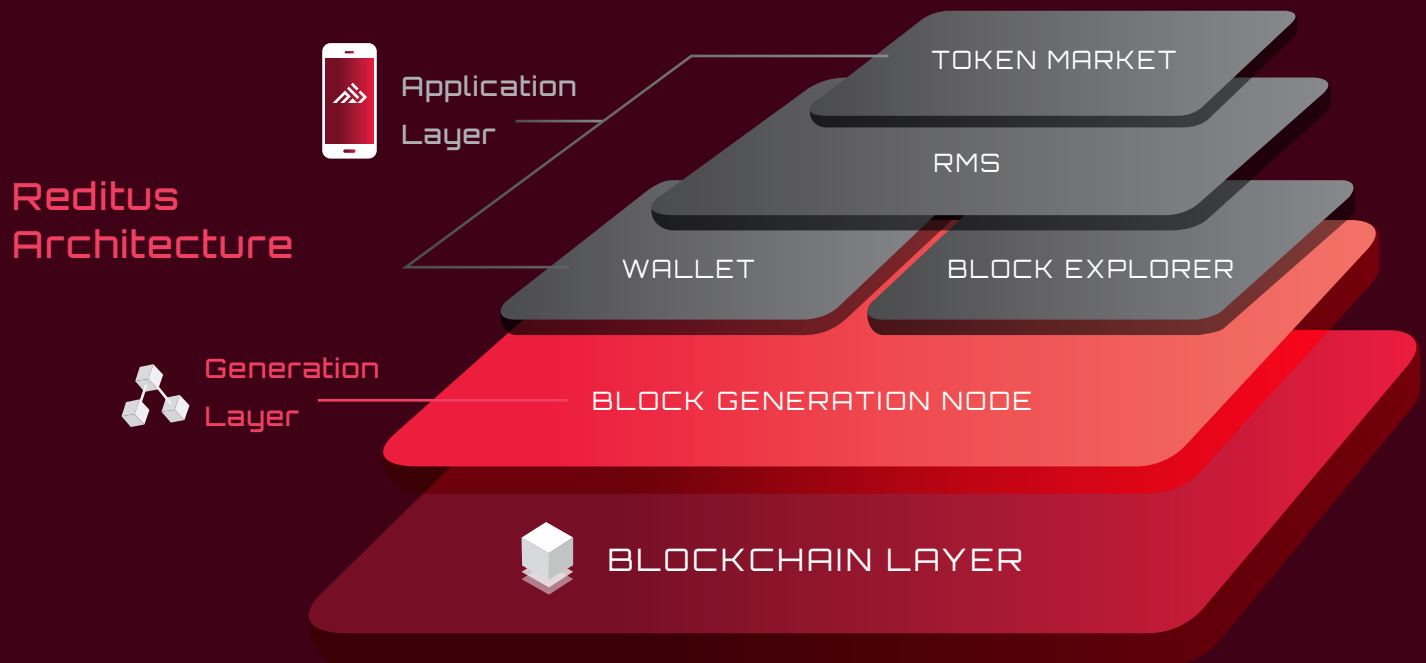 TOKEN MARKET
Application
Layer
RMS
Reditus
Architecture
WALLET
BLOCK EXPLORER
Generation
Layer
BLOCK GENERATION NODE
BLOCKCHAIN LAYER